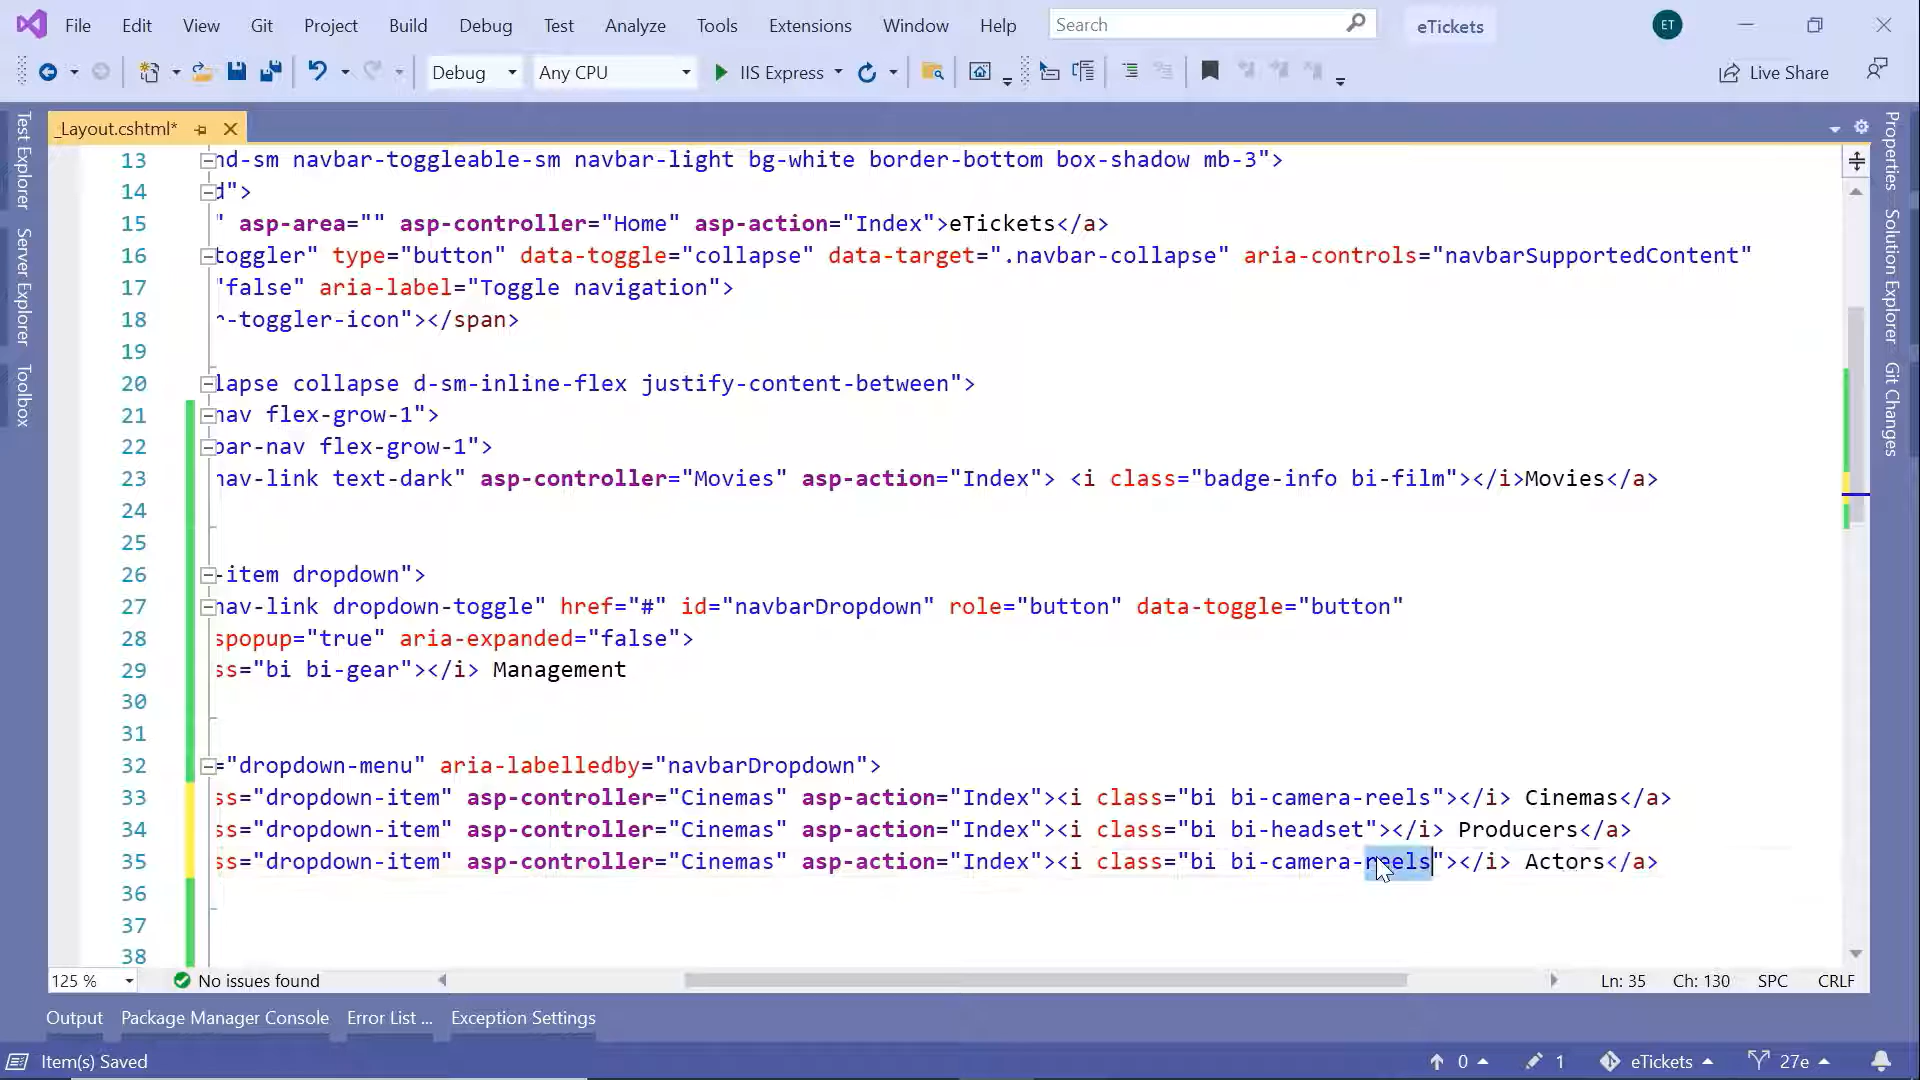 File Edit View Git Project Build Debug Test Analyze Tools Extensions Window Help Search eTickets ET
Debug Any CPU IIS Express Live Share
_Layout.cshtml*
Test Explorer
Server Explorer
Toolbox
13 nd-sm navbar-toggleable-sm navbar-light bg-white border-bottom box-shadow mb-3">
14 d">
15 " asp-area="" asp-controller="Home" asp-action="Index">eTickets</a>
16 toggler" type="button" data-toggle="collapse" data-target=".navbar-collapse" aria-controls="navbarSupportedContent"
17 "false" aria-label="Toggle navigation">
18 r-toggler-icon"></span>
19
20 lapse collapse d-sm-inline-flex justify-content-between">
21 nav flex-grow-1">
22 bar-nav flex-grow-1">
23 nav-link text-dark" asp-controller="Movies" asp-action="Index"> <i class="badge-info bi-film"></i>Movies</a>
24
25
26 -item dropdown">
27 nav-link dropdown-toggle" href="#" id="navbarDropdown" role="button" data-toggle="button"
28 spopup="true" aria-expanded="false">
29 ss="bi bi-gear"></i> Management
30
31
32 ="dropdown-menu" aria-labelledby="navbarDropdown">
33 ss="dropdown-item" asp-controller="Cinemas" asp-action="Index"><i class="bi bi-camera-reels"></i> Cinemas</a>
34 ss="dropdown-item" asp-controller="Cinemas" asp-action="Index"><i class="bi bi-headset"></i> Producers</a>
35 ss="dropdown-item" asp-controller="Cinemas" asp-action="Index"><i class="bi bi-camera-reels"></i> Actors</a>
36
37
38
Properties
Solution Explorer
Git Changes
125 % No issues found Ln: 35 Ch: 130 SPC CRLF
Output Package Manager Console Error List ... Exception Settings
Item(s) Saved 0 1 eTickets 27e